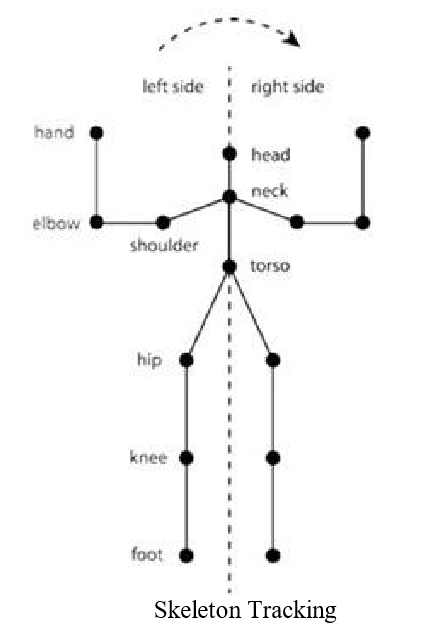 left side right side
hand
head
neck
elbow
shoulder
torso
hip
knee
foot
Skeleton Tracking